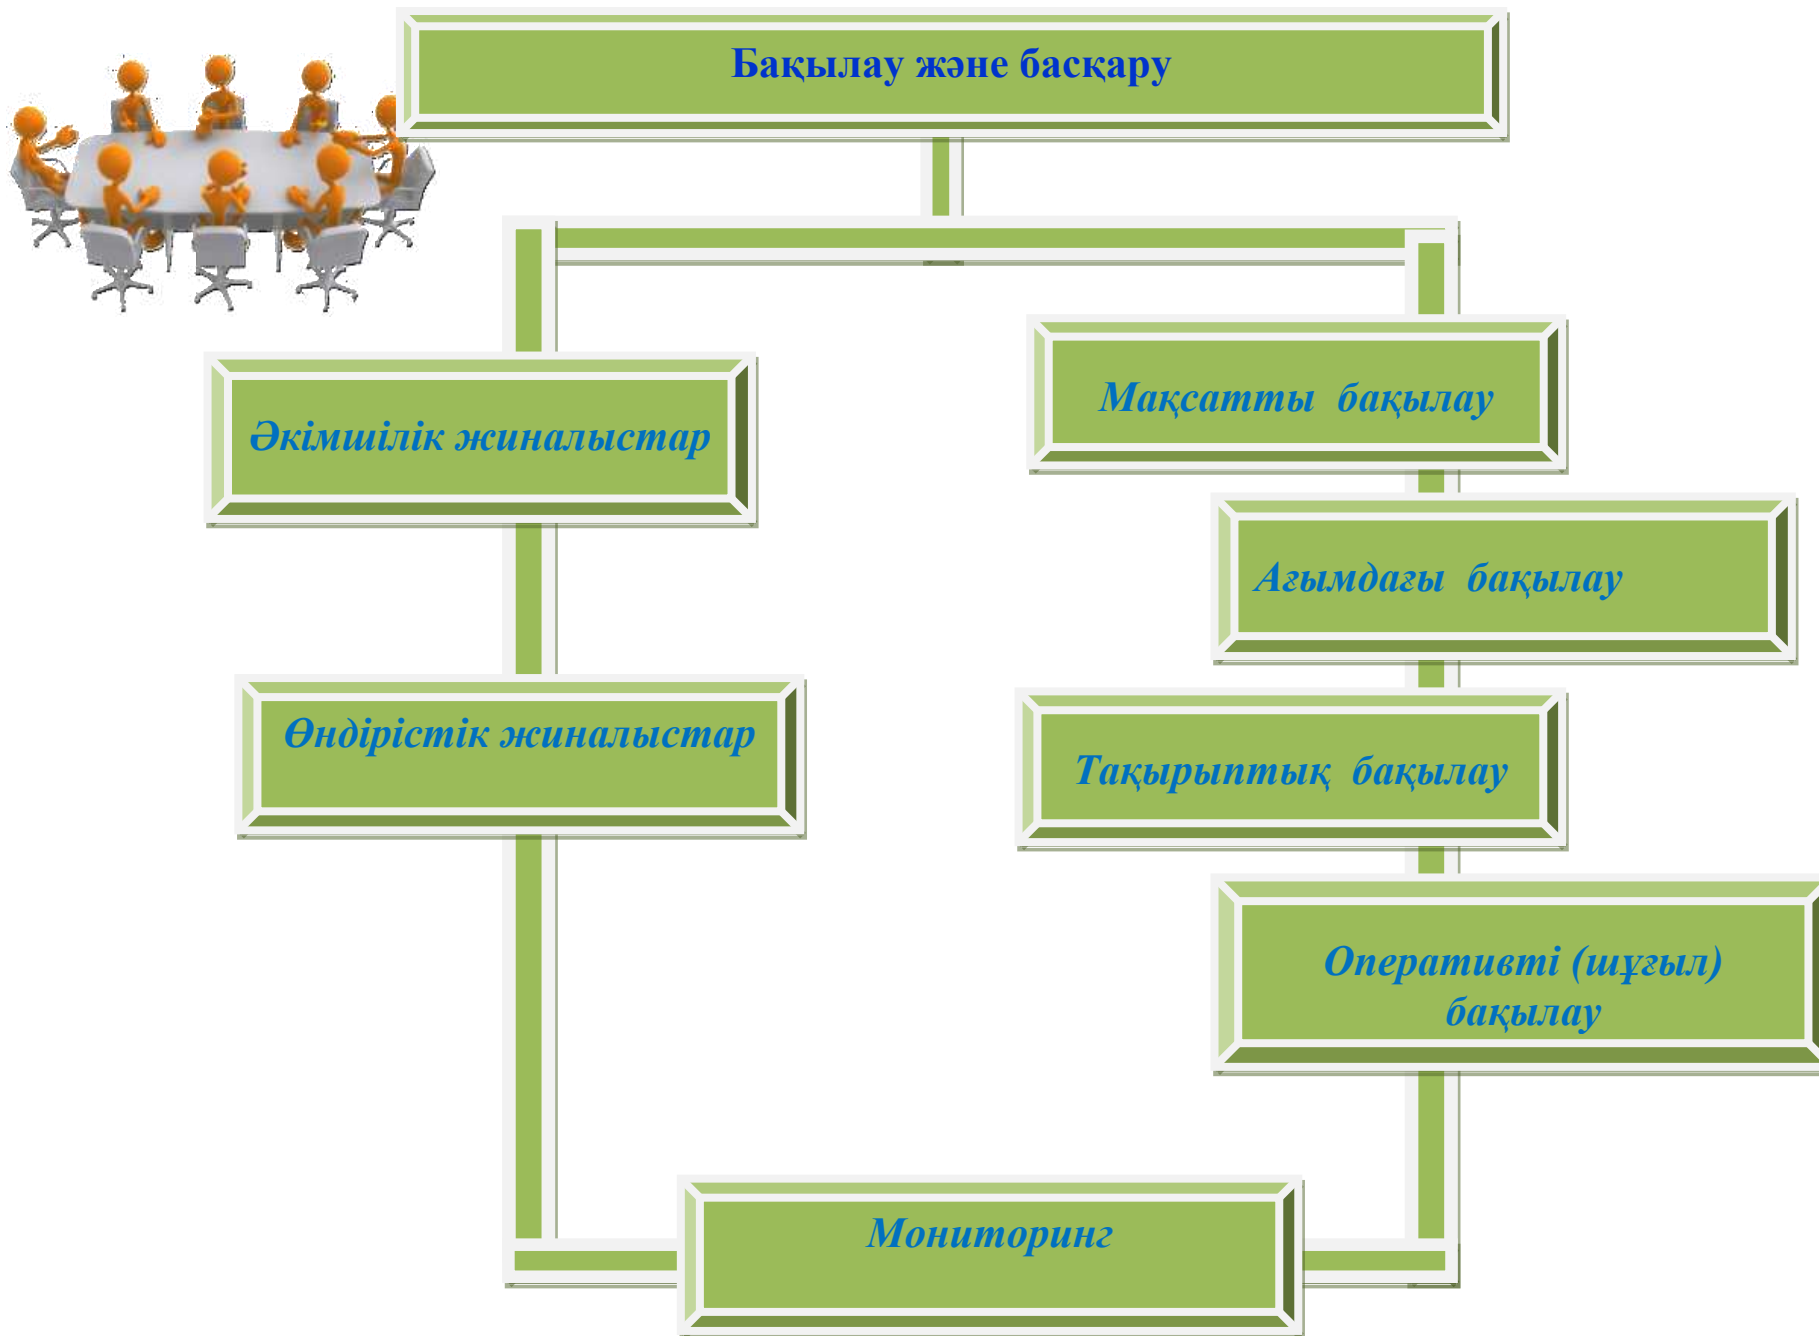 Бақылау және басқару
Әкімшілік жиналыстар
Өндірістік жиналыстар
Мақсатты бақылау
Ағымдағы бақылау
Тақырыптық бақылау
Оперативті (шұғыл)
бақылау
Мониторинг